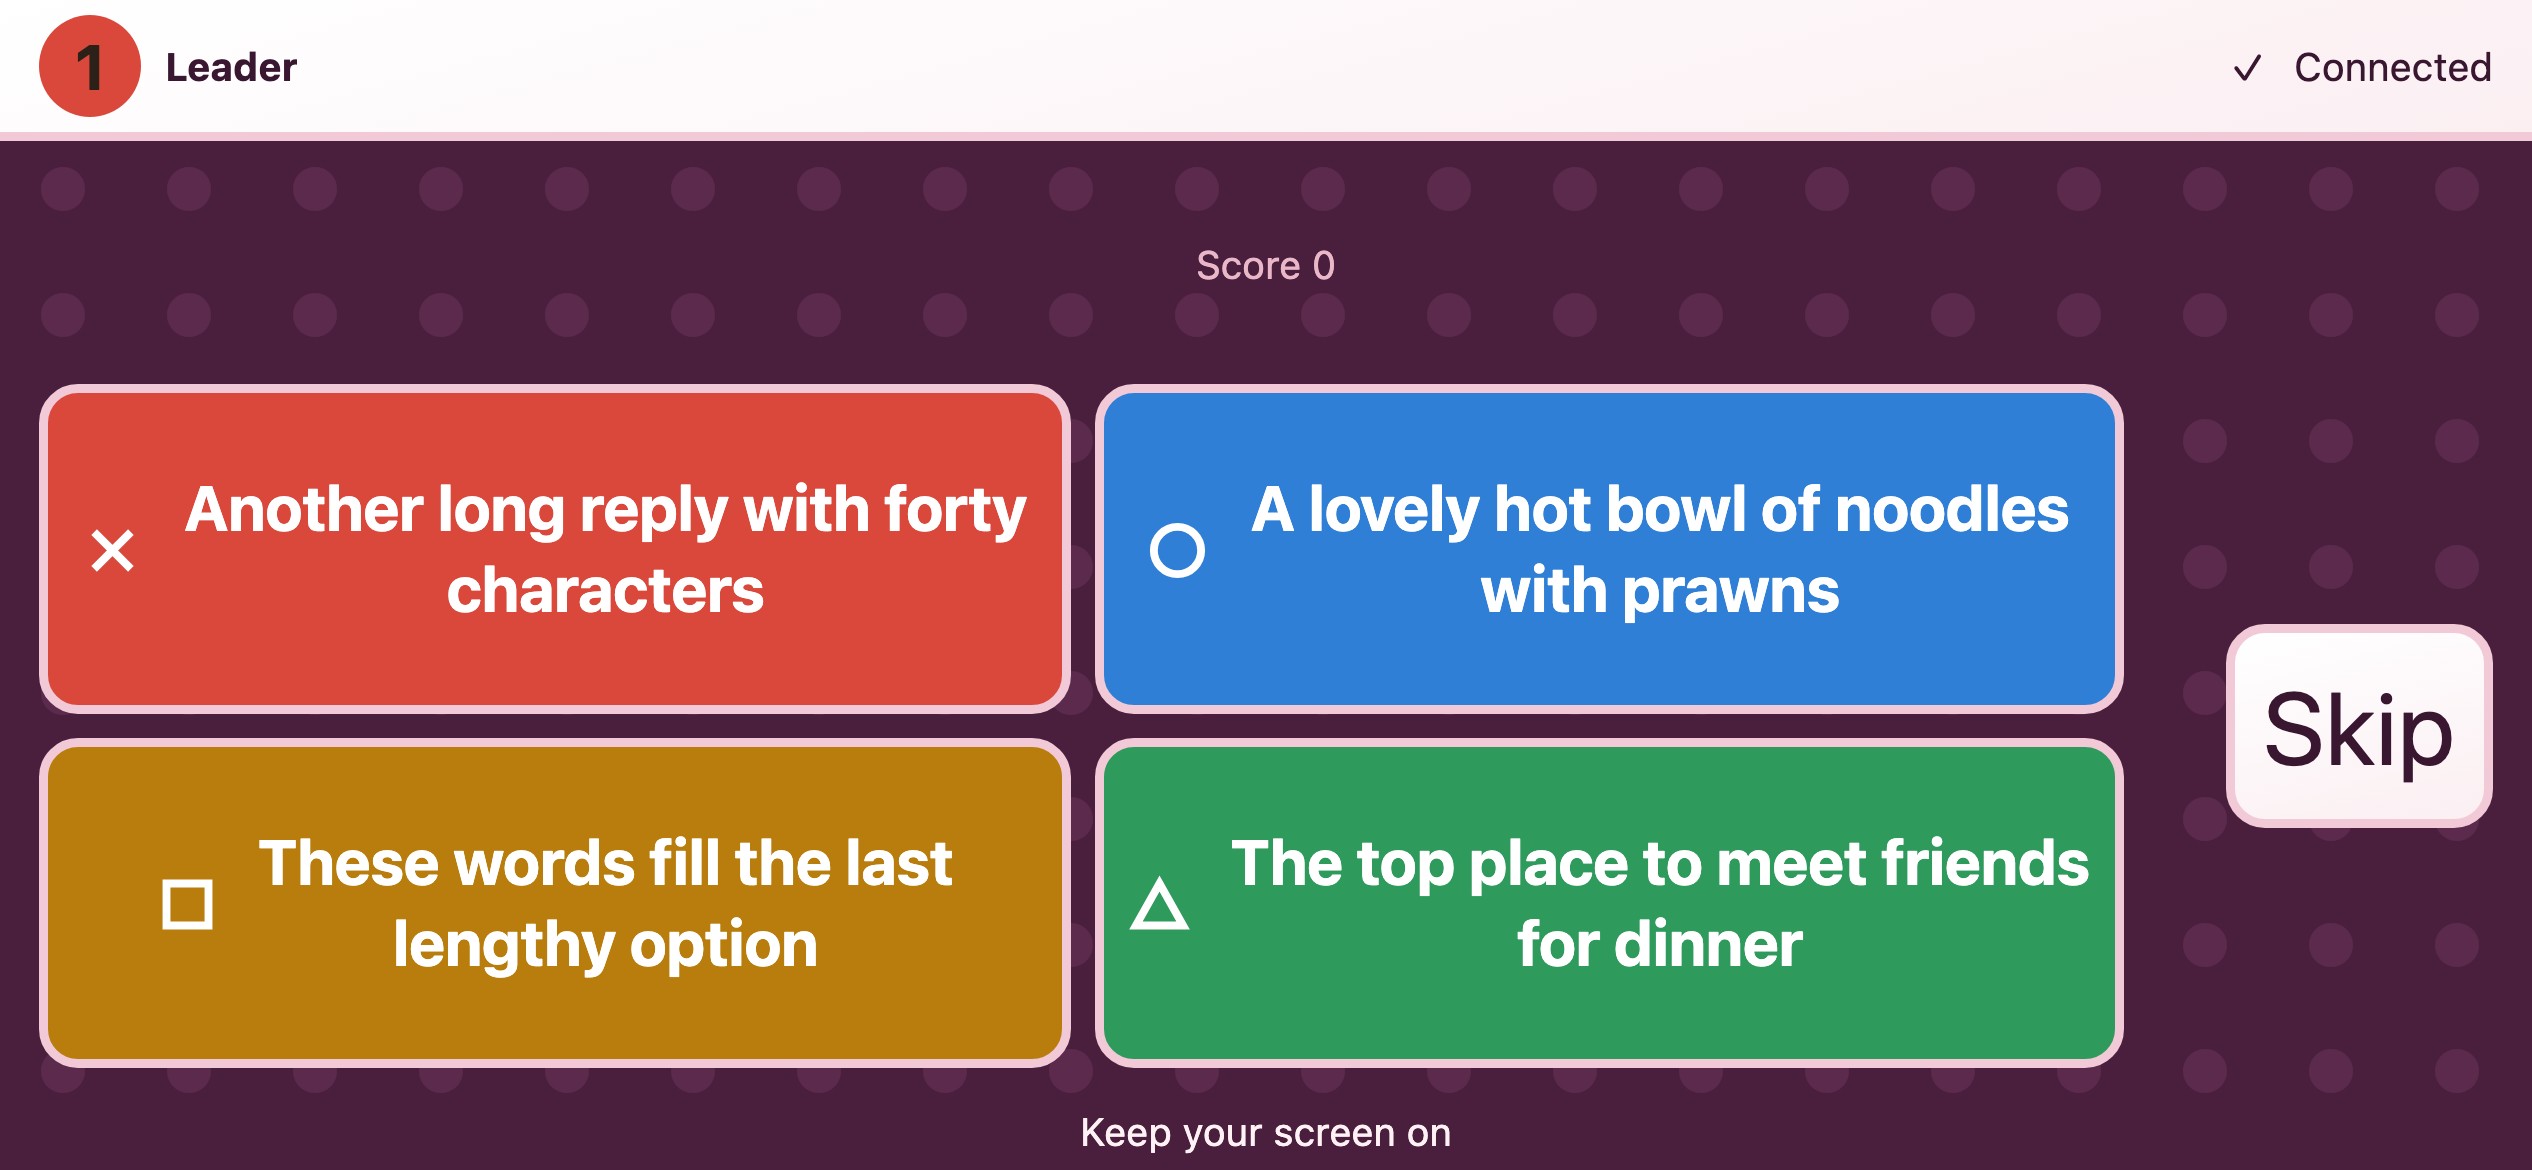 1 Leader
✓ Connected
Score 0
Another long reply with forty
characters
A lovely hot bowl of noodles
with prawns
These words fill the last
lengthy option
The top place to meet friends
for dinner
Skip
Keep your screen on